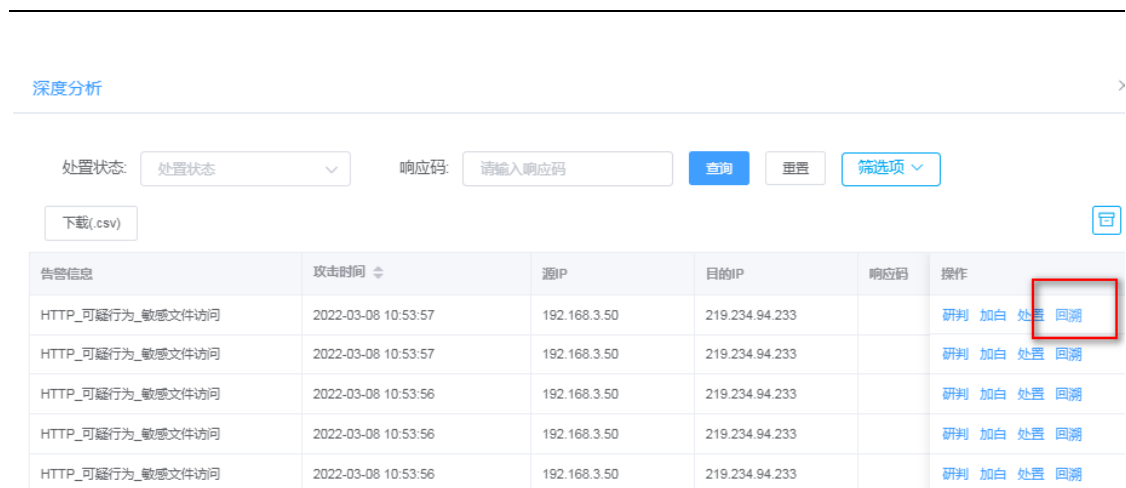 深度分析
处置状态: 处置状态 响应码: 请输入响应码 查询 重置 筛选项
下载(.csv)
告警信息 攻击时间 源IP 目的IP 响应码 操作
HTTP_可疑行为_敏感文件访问 2022-03-08 10:53:57 192.168.3.50 219.234.94.233 研判 加白 处置 回溯
HTTP_可疑行为_敏感文件访问 2022-03-08 10:53:57 192.168.3.50 219.234.94.233 研判 加白 处置 回溯
HTTP_可疑行为_敏感文件访问 2022-03-08 10:53:56 192.168.3.50 219.234.94.233 研判 加白 处置 回溯
HTTP_可疑行为_敏感文件访问 2022-03-08 10:53:56 192.168.3.50 219.234.94.233 研判 加白 处置 回溯
HTTP_可疑行为_敏感文件访问 2022-03-08 10:53:56 192.168.3.50 219.234.94.233 研判 加白 处置 回溯